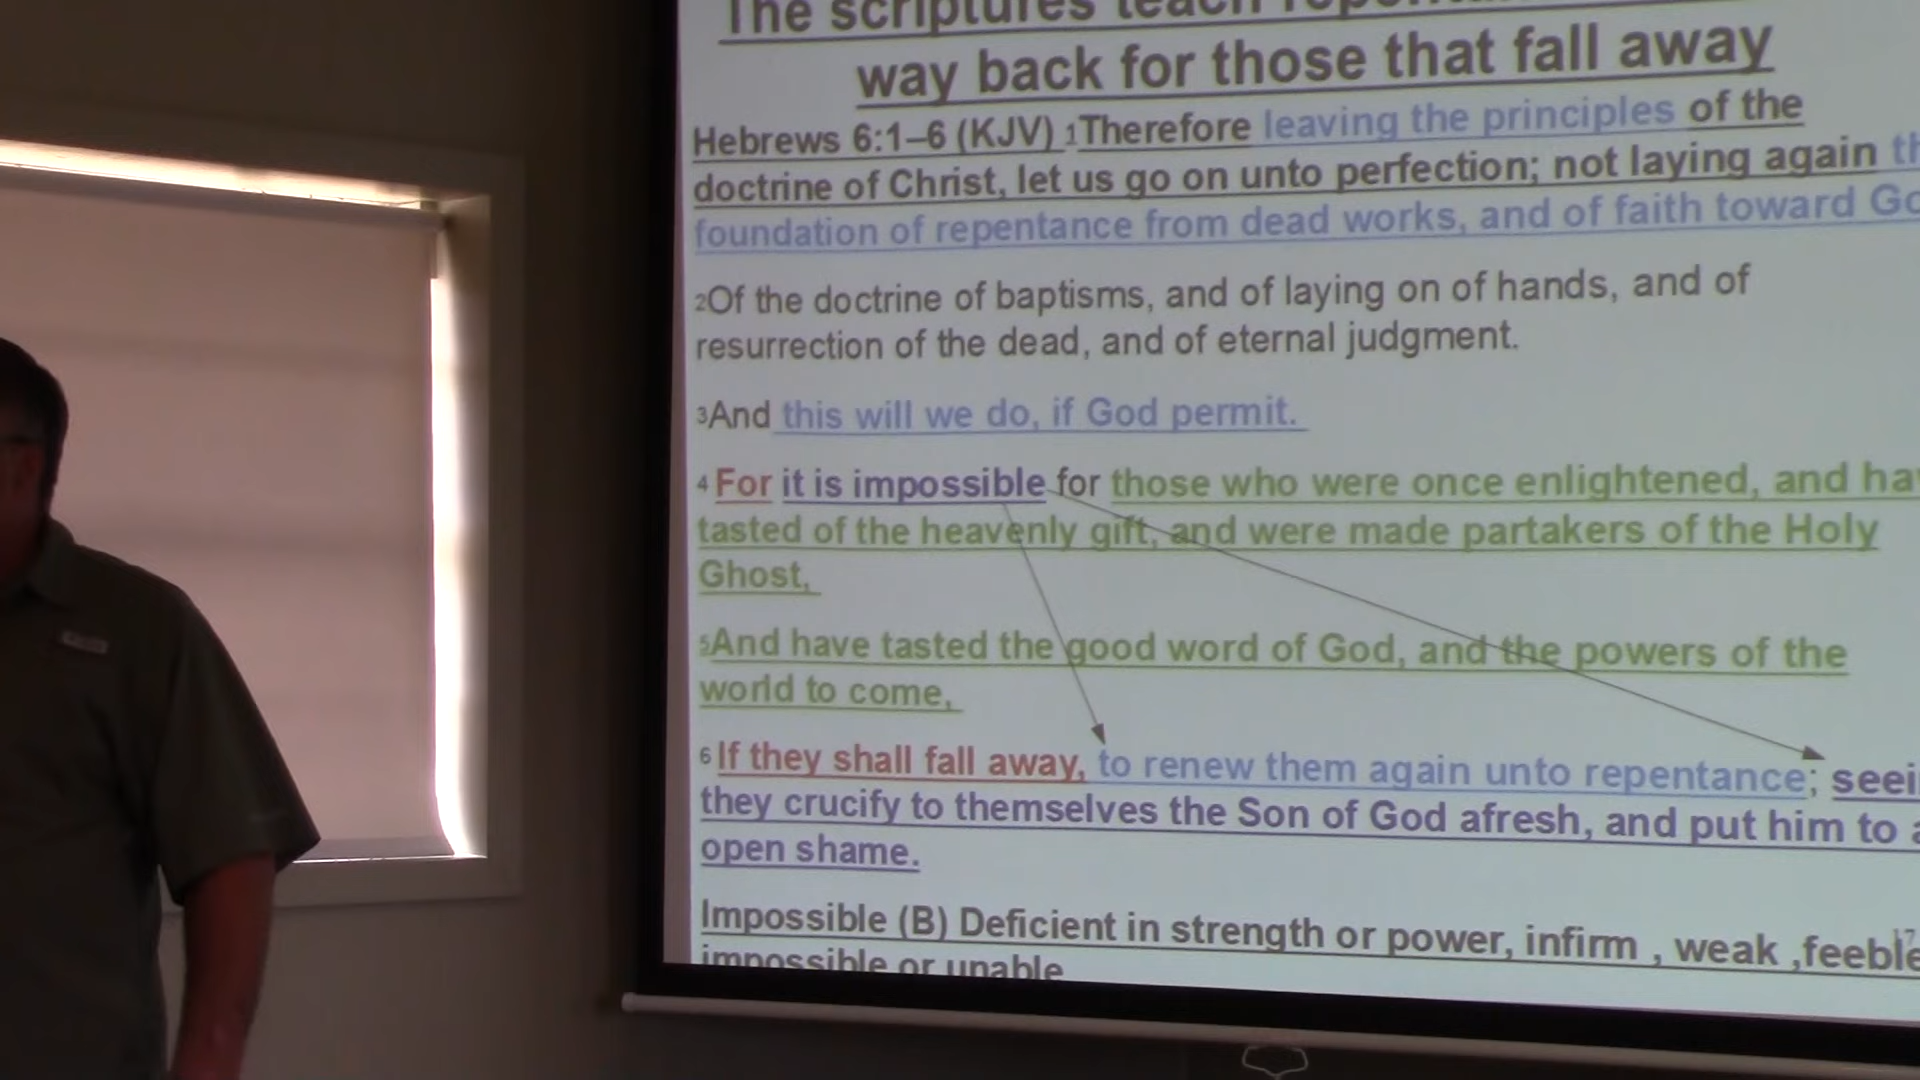 The scriptures teach
way back for those that fall away
Hebrews 6:1–6 (KJV) 1Therefore leaving the principles of the
doctrine of Christ, let us go on unto perfection; not laying again
foundation of repentance from dead works, and of faith toward
2Of the doctrine of baptisms, and of laying on of hands, and of
resurrection of the dead, and of eternal judgment.
3And this will we do, if God permit.
4 For it is impossible for those who were once enlightened, and
tasted of the heavenly gift, and were made partakers of the Holy
Ghost,
5And have tasted the good word of God, and the powers of the
world to come,
6 If they shall fall away, to renew them again unto repentance;
they crucify to themselves the Son of God afresh, and put him to
open shame.
Impossible (B) Deficient in strength or power, infirm , weak ,feeble
impossible or unable
17